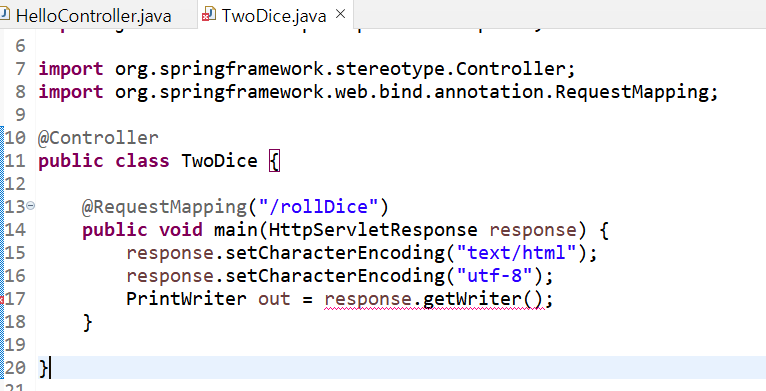 HelloController.java TwoDice.java
6
7 import org.springframework.stereotype.Controller;
8 import org.springframework.web.bind.annotation.RequestMapping;
9
10 @Controller
11 public class TwoDice {
12
13 @RequestMapping("/rollDice")
14 public void main(HttpServletResponse response) {
15 response.setCharacterEncoding("text/html");
16 response.setCharacterEncoding("utf-8");
17 PrintWriter out = response.getWriter();
18 }
19
20 }
21